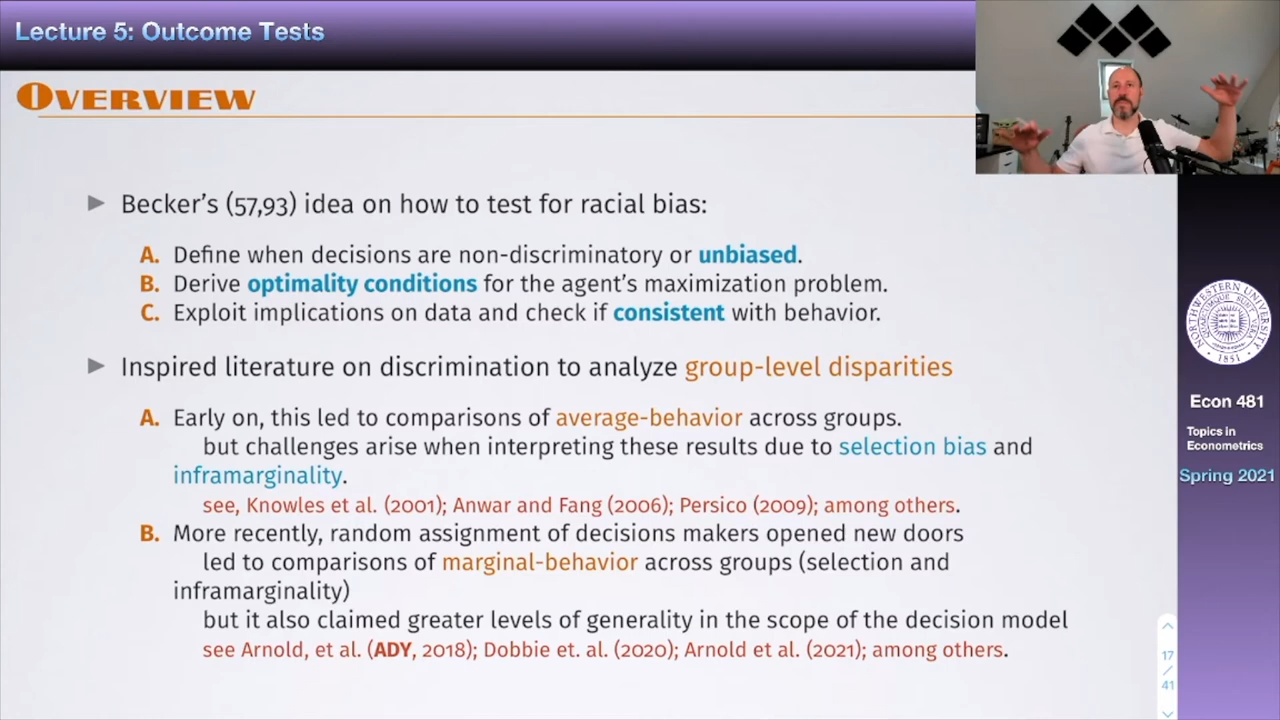 Lecture 5: Outcome Tests
Overview
Becker's (57,93) idea on how to test for racial bias:
A. Define when decisions are non-discriminatory or unbiased.
B. Derive optimality conditions for the agent's maximization problem.
C. Exploit implications on data and check if consistent with behavior.
Inspired literature on discrimination to analyze group-level disparities
A. Early on, this led to comparisons of average-behavior across groups.
but challenges arise when interpreting these results due to selection bias and
inframarginality.
see, Knowles et al. (2001); Anwar and Fang (2006); Persico (2009); among others.
B. More recently, random assignment of decisions makers opened new doors
led to comparisons of marginal-behavior across groups (selection and
inframarginality)
but it also claimed greater levels of generality in the scope of the decision model
see Arnold, et al. (ADY, 2018); Dobbie et. al. (2020); Arnold et al. (2021); among others.
NORTHWESTERN UNIVERSITY
1851
Econ 481
Topics in
Econometrics
Spring 2021
17
/
41